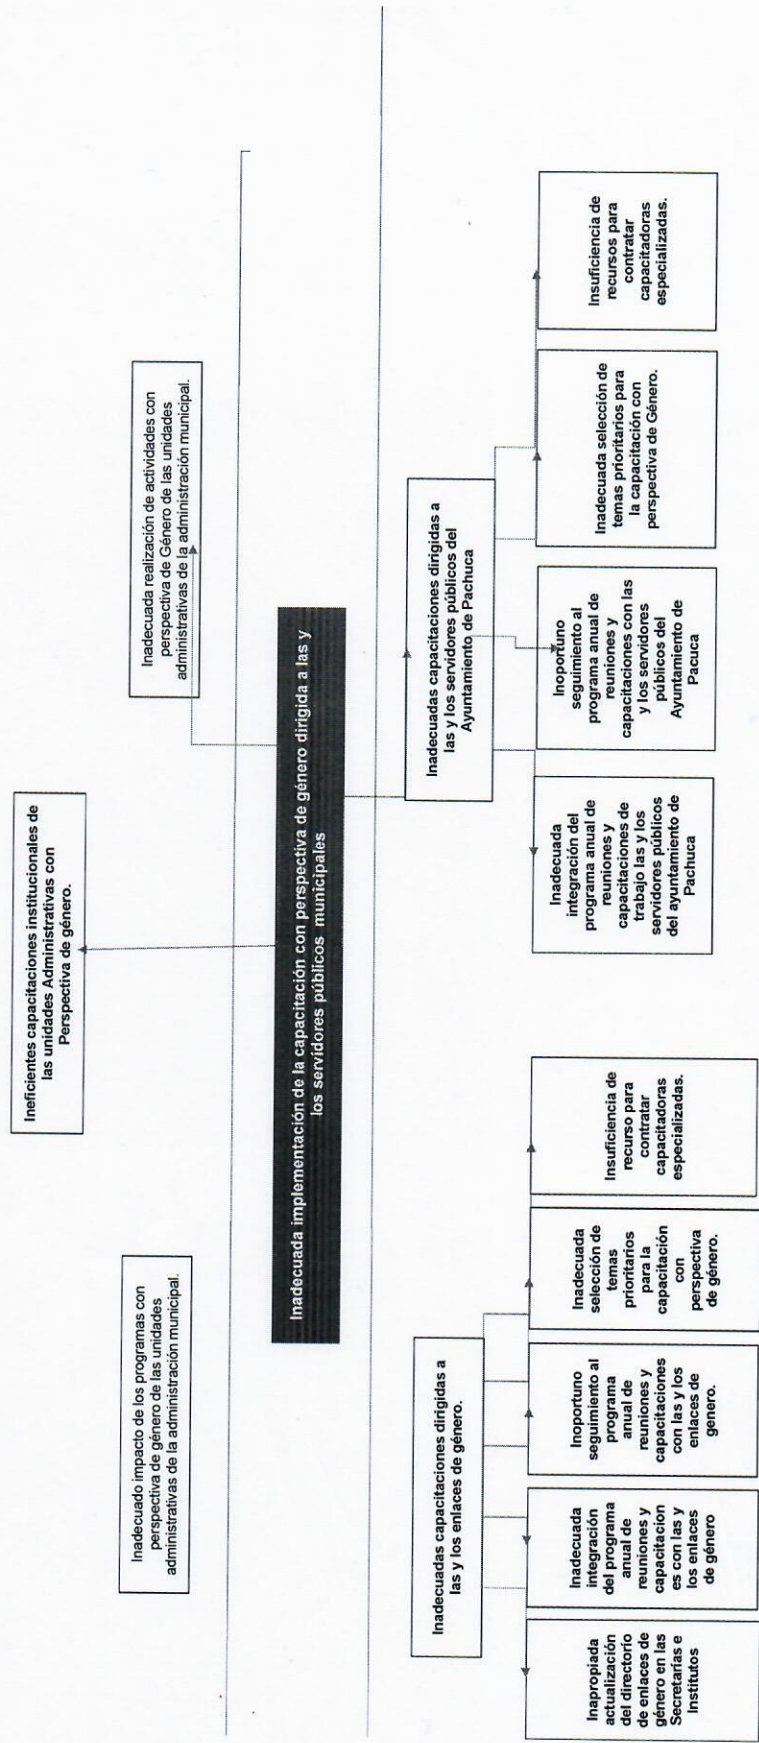 Ineficientes capacitaciones institucionales de
las unidades Administrativas con
Perspectiva de género.
Inadecuado impacto de los programas con
perspectiva de género de las unidades
administrativas de la administración municipal.
Inadecuada realización de actividades con
perspectiva de Género de las unidades
administrativas de la administración municipal.
Inadecuada implementación de la capacitación con perspectiva de género dirigida a las y
los servidores públicos municipales
Inadecuadas capacitaciones dirigidas a
las y los enlaces de género.
Inadecuadas capacitaciones dirigidas a
las y los servidores públicos del
Ayuntamiento de Pachuca
Inapropiada
actualización
del directorio
de enlaces de
género en las
Secretarías e
Institutos
Inadecuada
integración
del programa
anual de
reuniones y
capacitacion
es con las y
los enlaces
de género
Inoportuno
seguimiento al
programa
anual de
reuniones y
capacitaciones
con las y los
enlaces de
genero.
Inadecuada
selección de
temas
prioritarios
para la
capacitación
con
perspectiva
de género.
Insuficiencia de
recurso para
contratar
capacitadoras
especializadas.
Inadecuada
integración del
programa anual de
reuniones y
capacitaciones de
trabajo las y los
servidores públicos
del ayuntamiento de
Pachuca
Inoportuno
seguimiento al
programa anual de
reuniones y
capacitaciones con las
y los servidores
públicos del
Ayuntamiento de
Pacuca
Inadecuada selección de
temas prioritarios para
la capacitación con
perspectiva de Género.
Insuficiencia de
recursos para
contratar
capacitadoras
especializadas.